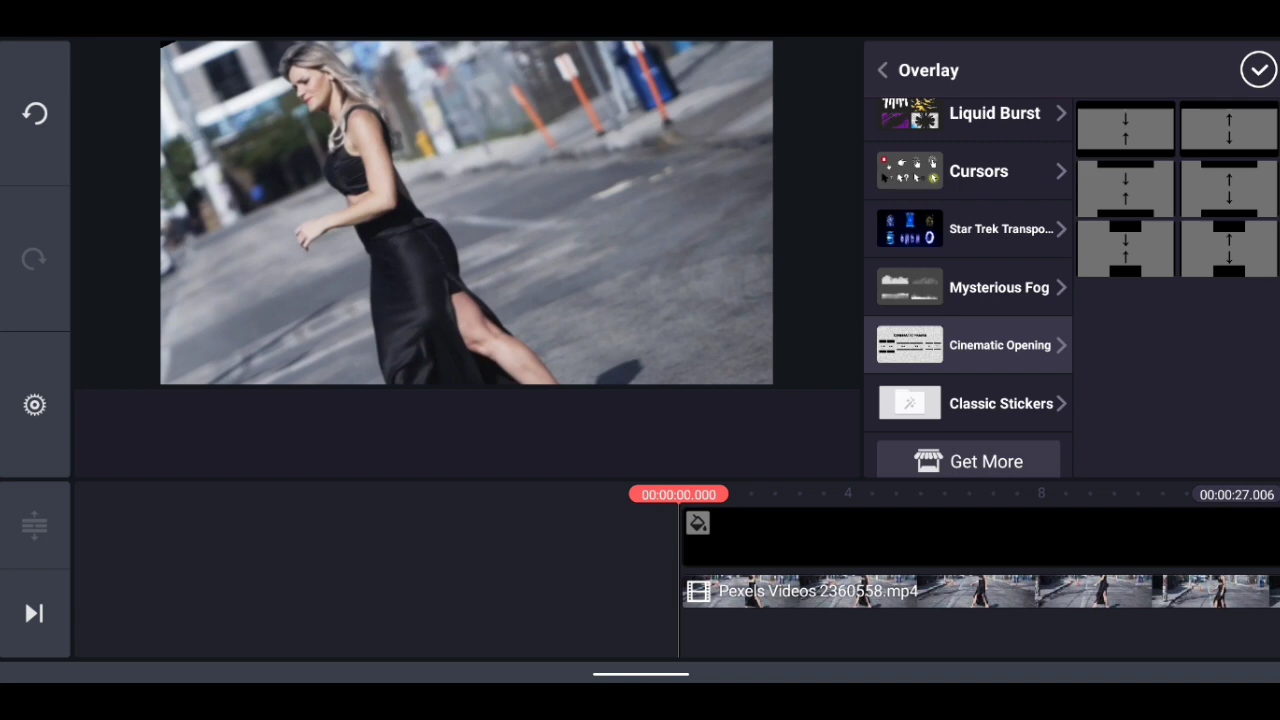 Overlay
Liquid Burst
Cursors
Star Trek Transpo...
Mysterious Fog
Cinematic Opening
Classic Stickers
Get More
00:00:00.000
4
8
00:00:27.006
Pexels Videos 2360558.mp4